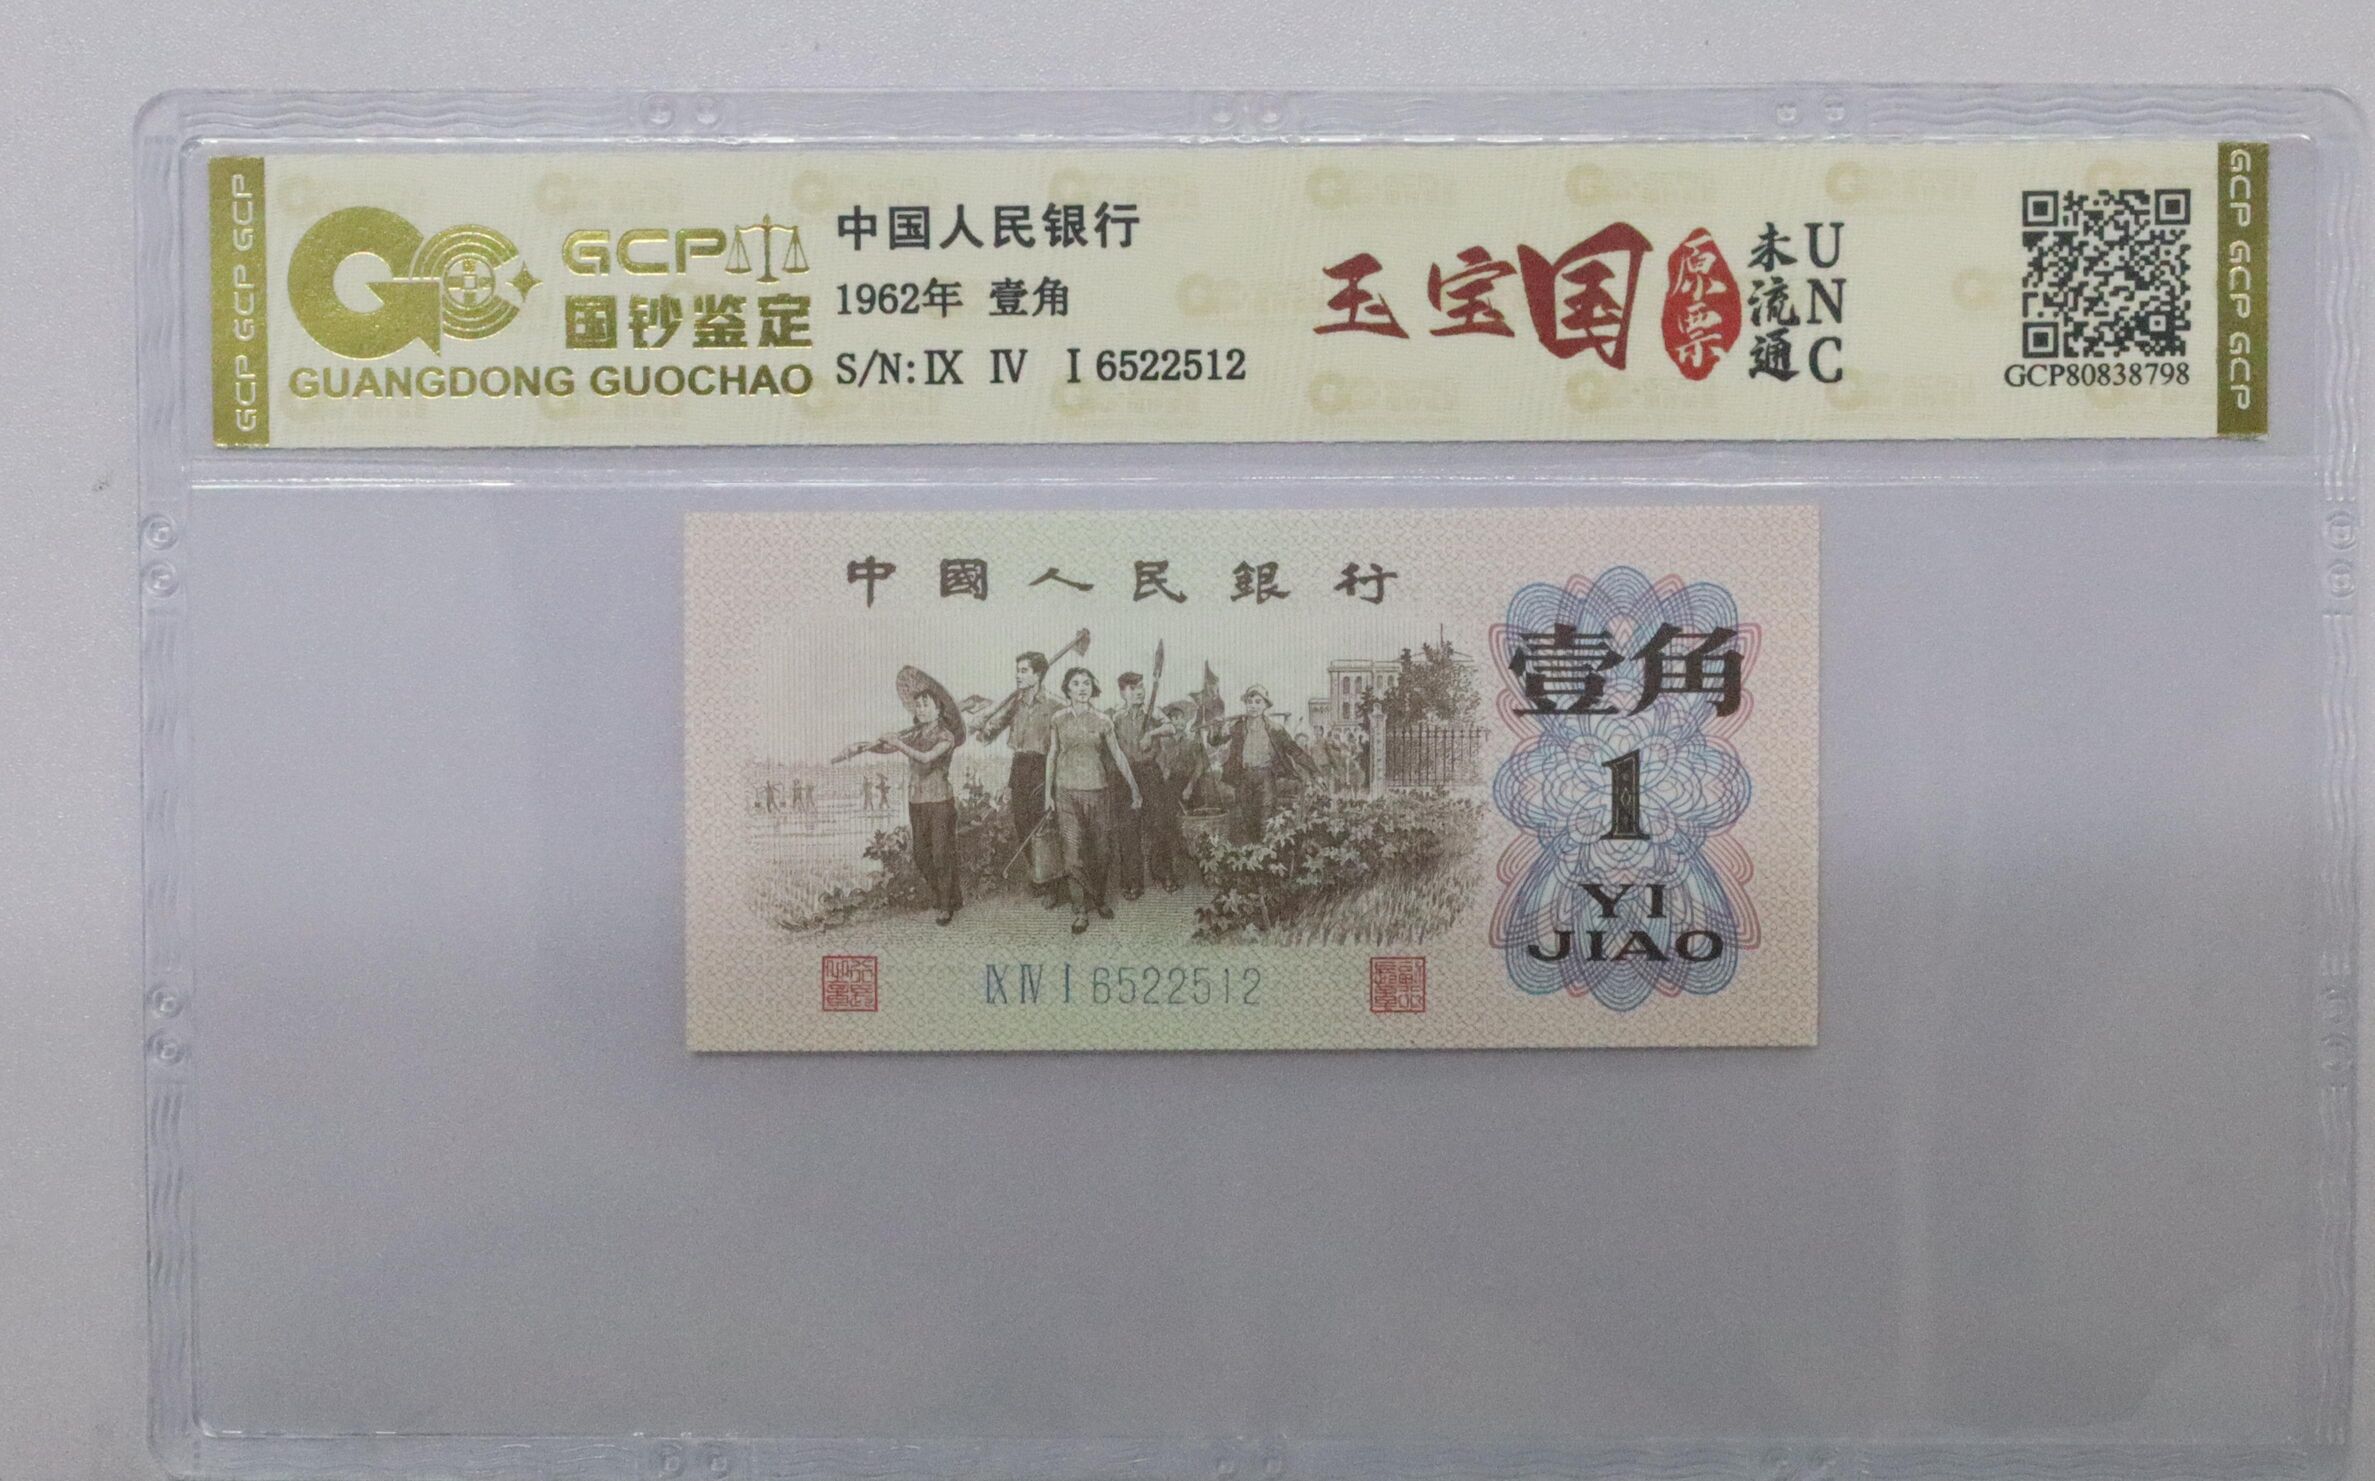 GCP GCP GCP
GCP
国钞鉴定
GUANGDONG GUOCHAO
中国人民银行
1962年 壹角
S/N: Ⅸ Ⅳ Ⅰ 6522512
玉宝国
原票
未流通
UNC
GCP80838798
GCP GCP GCP
中國人民銀行
壹角
1
YI
JIAO
Ⅸ Ⅳ Ⅰ 6522512